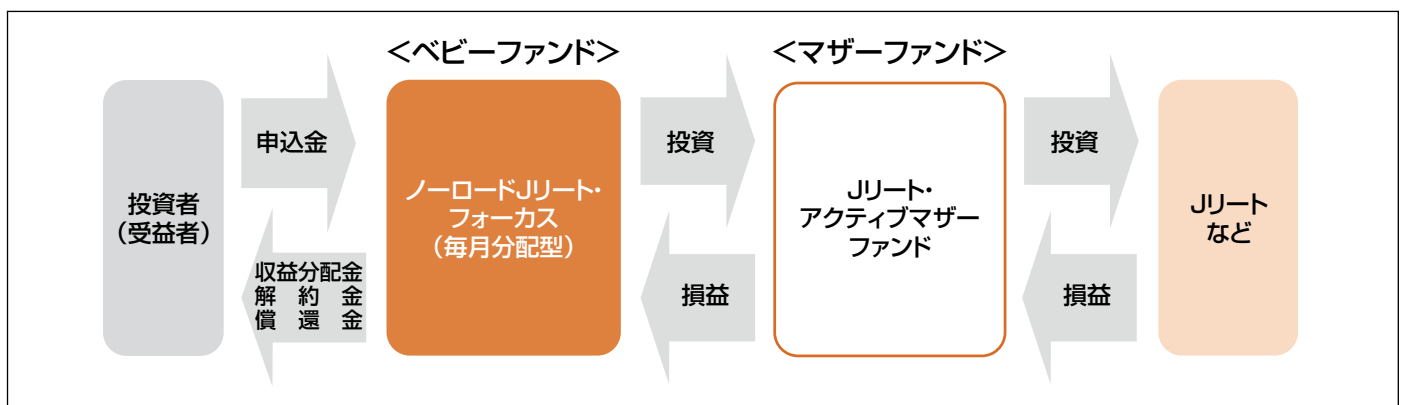 ＜ベビーファンド＞
＜マザーファンド＞
投資者
（受益者）
申込金
収益分配金
解約金
償還金
ノーロードJリート・
フォーカス
（毎月分配型）
投資
損益
Jリート・
アクティブマザー
ファンド
投資
損益
Jリート
など